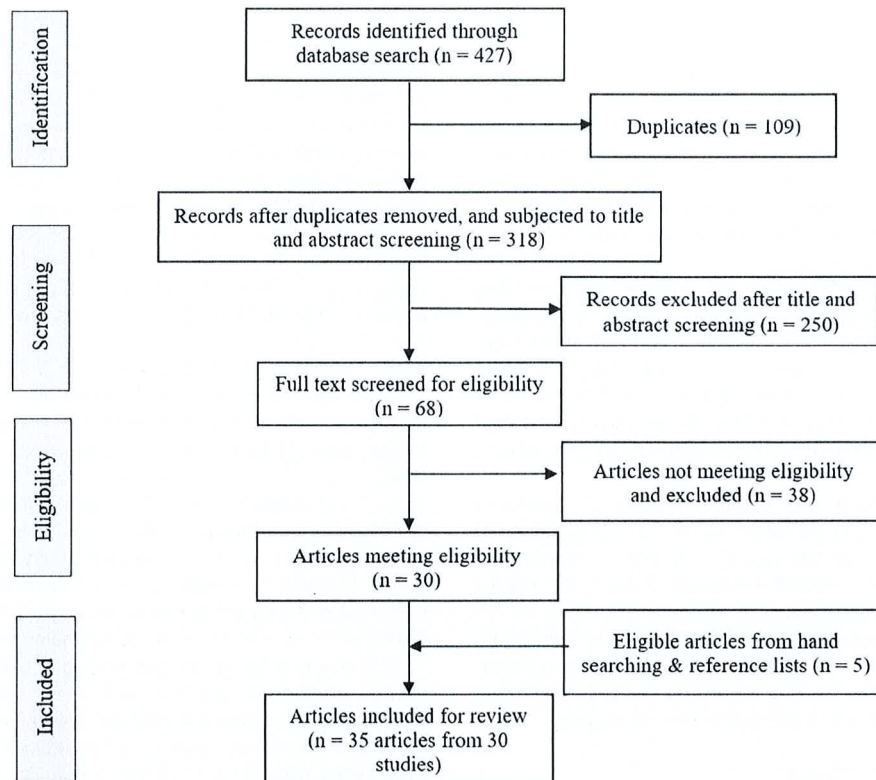 Identification
Records identified through
database search (n = 427)
Duplicates (n = 109)
Records after duplicates removed, and subjected to title
and abstract screening (n = 318)
Screening
Records excluded after title and
abstract screening (n = 250)
Full text screened for eligibility
(n = 68)
Eligibility
Articles not meeting eligibility
and excluded (n = 38)
Articles meeting eligibility
(n = 30)
Eligible articles from hand
searching & reference lists (n = 5)
Included
Articles included for review
(n = 35 articles from 30
studies)